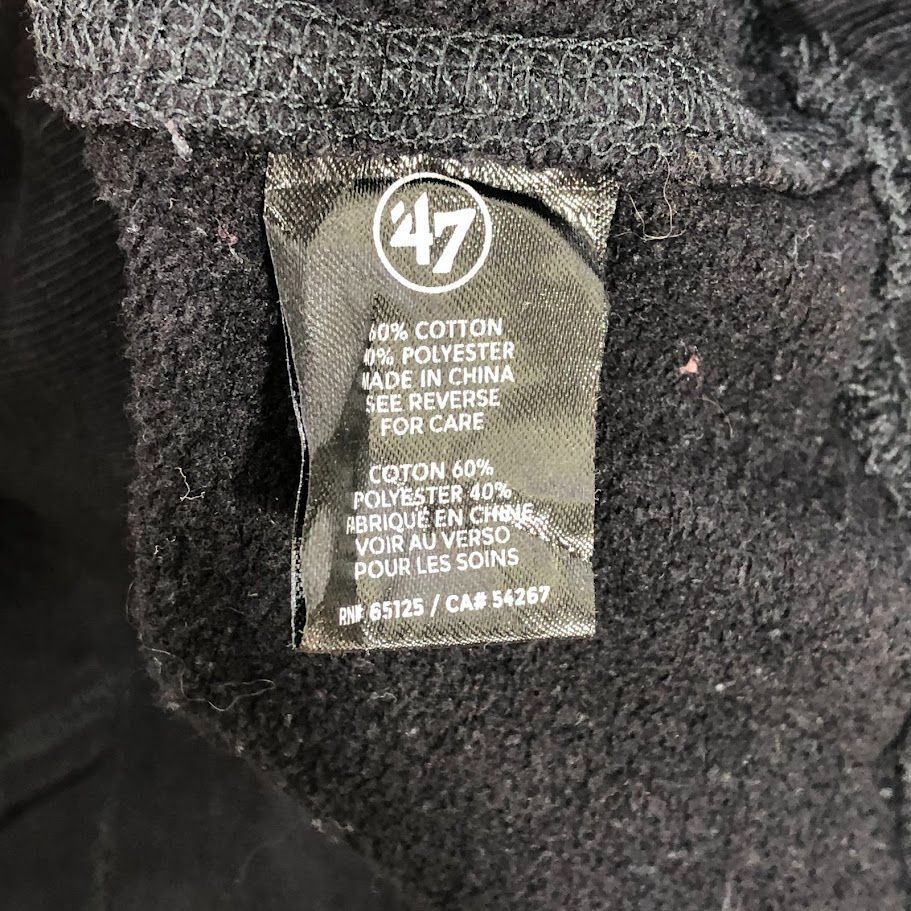 '47
60% COTTON
40% POLYESTER
MADE IN CHINA
SEE REVERSE
FOR CARE
COTON 60%
POLYESTER 40%
FABRIQUÉ EN CHINE
VOIR AU VERSO
POUR LES SOINS
RN# 65125 / CA# 54267